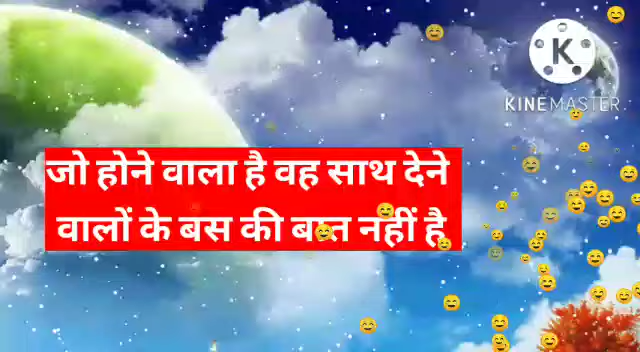 K
KINEMASTER
जो होने वाला है वह साथ देने
वालों के बस की बात नहीं है